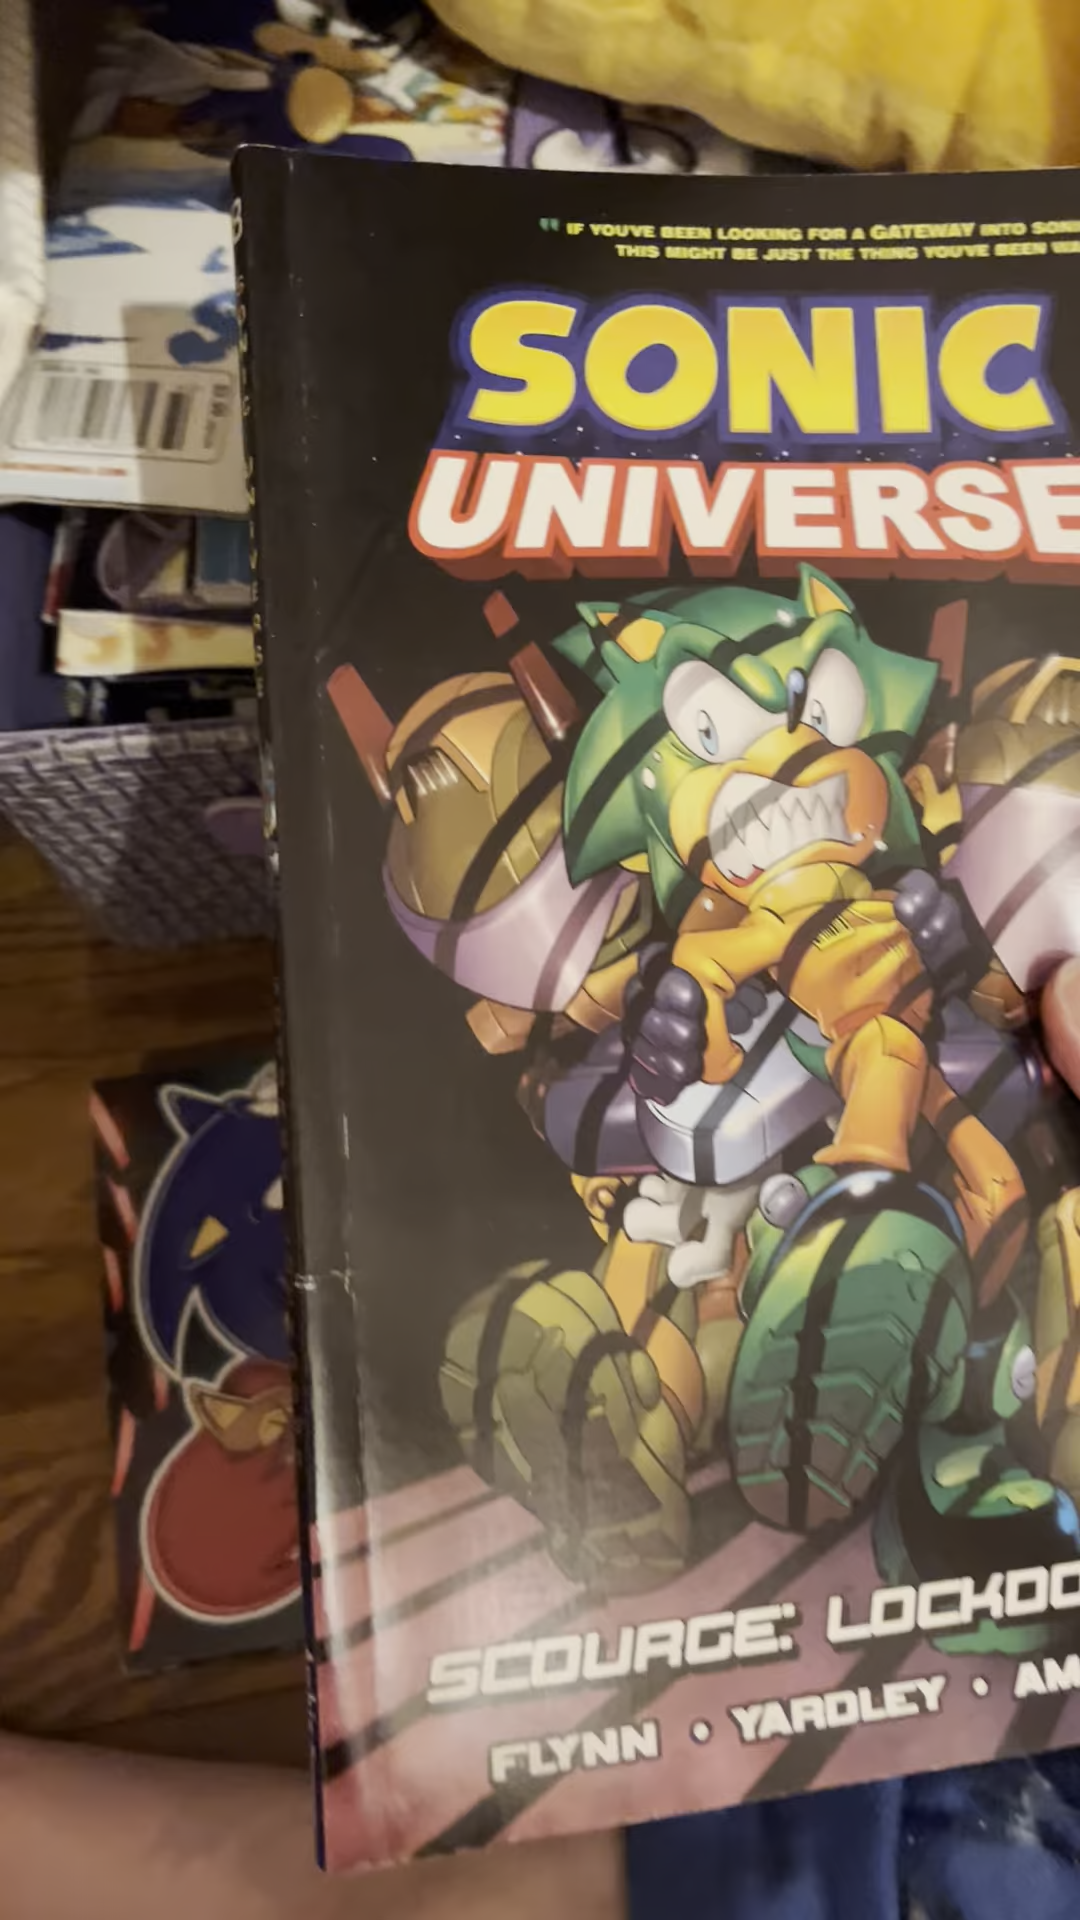 " IF YOU'VE BEEN LOOKING FOR A GATEWAY INTO
THIS MIGHT BE JUST THE THING YOU'VE BEEN
SONIC
UNIVERSE
SCOURGE:
FLYNN • YARDLEY •